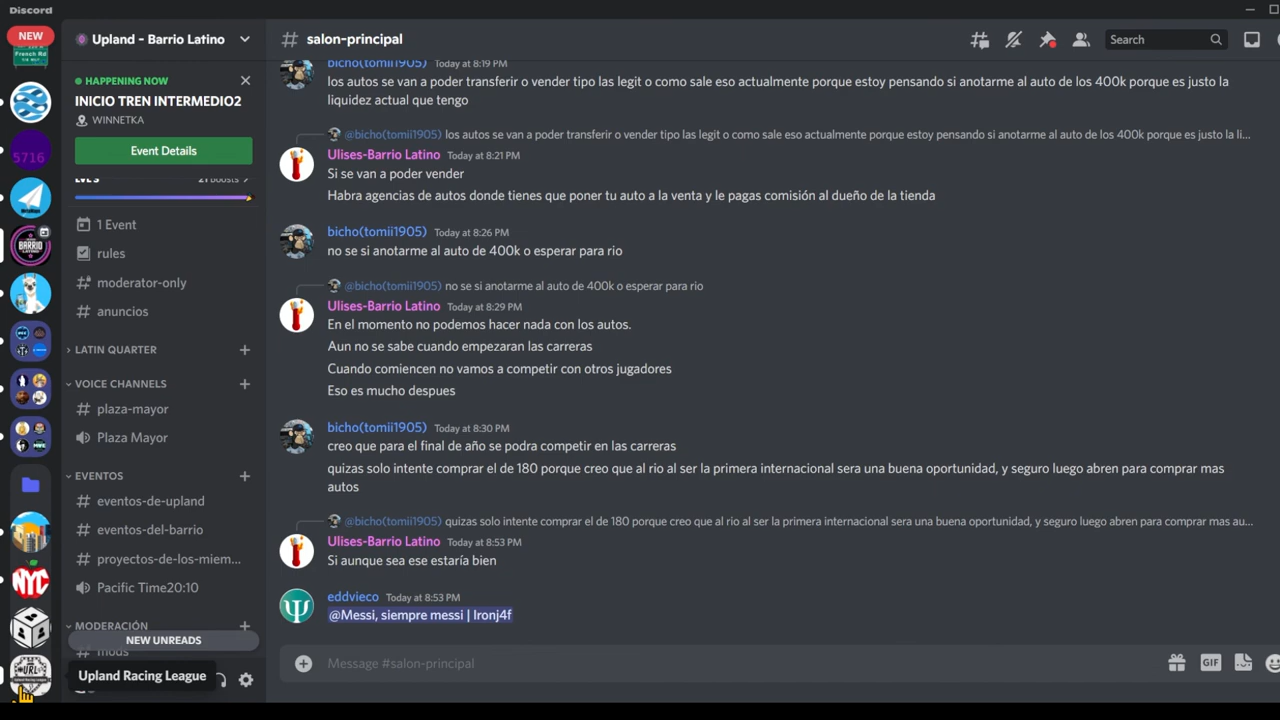 Discord
NEW
French Rd
5716
BARRIO
NYC
URL
Upland Racing League
Upland - Barrio Latino
HAPPENING NOW
INICIO TREN INTERMEDIO2
WINNETKA
Event Details
1 Event
rules
moderator-only
anuncios
LATIN QUARTER
VOICE CHANNELS
plaza-mayor
Plaza Mayor
EVENTOS
eventos-de-upland
eventos-del-barrio
proyectos-de-los-miem...
Pacific Time20:10
MODERACIÓN
NEW UNREADS
mods
salon-principal
Search
bicho(tomii1905) Today at 8:19 PM
los autos se van a poder transferir o vender tipo las legit o como sale eso actualmente porque estoy pensando si anotarme al auto de los 400k porque es justo la
liquidez actual que tengo
@bicho(tomii1905) los autos se van a poder transferir o vender tipo las legit o como sale eso actualmente porque estoy pensando si anotarme al auto de los 400k porque es justo la li...
Ulises-Barrio Latino Today at 8:21 PM
Si se van a poder vender
Habra agencias de autos donde tienes que poner tu auto a la venta y le pagas comisión al dueño de la tienda
bicho(tomii1905) Today at 8:26 PM
no se si anotarme al auto de 400k o esperar para rio
@bicho(tomii1905) no se si anotarme al auto de 400k o esperar para rio
Ulises-Barrio Latino Today at 8:29 PM
En el momento no podemos hacer nada con los autos.
Aun no se sabe cuando empezaran las carreras
Cuando comiencen no vamos a competir con otros jugadores
Eso es mucho despues
bicho(tomii1905) Today at 8:30 PM
creo que para el final de año se podra competir en las carreras
quizas solo intente comprar el de 180 porque creo que al rio al ser la primera internacional sera una buena oportunidad, y seguro luego abren para comprar mas
autos
@bicho(tomii1905) quizas solo intente comprar el de 180 porque creo que al rio al ser la primera internacional sera una buena oportunidad, y seguro luego abren para comprar mas au...
Ulises-Barrio Latino Today at 8:53 PM
Si aunque sea ese estaría bien
eddvieco Today at 8:53 PM
@Messi, siempre messi | Ironj4f
Message #salon-principal
GIF